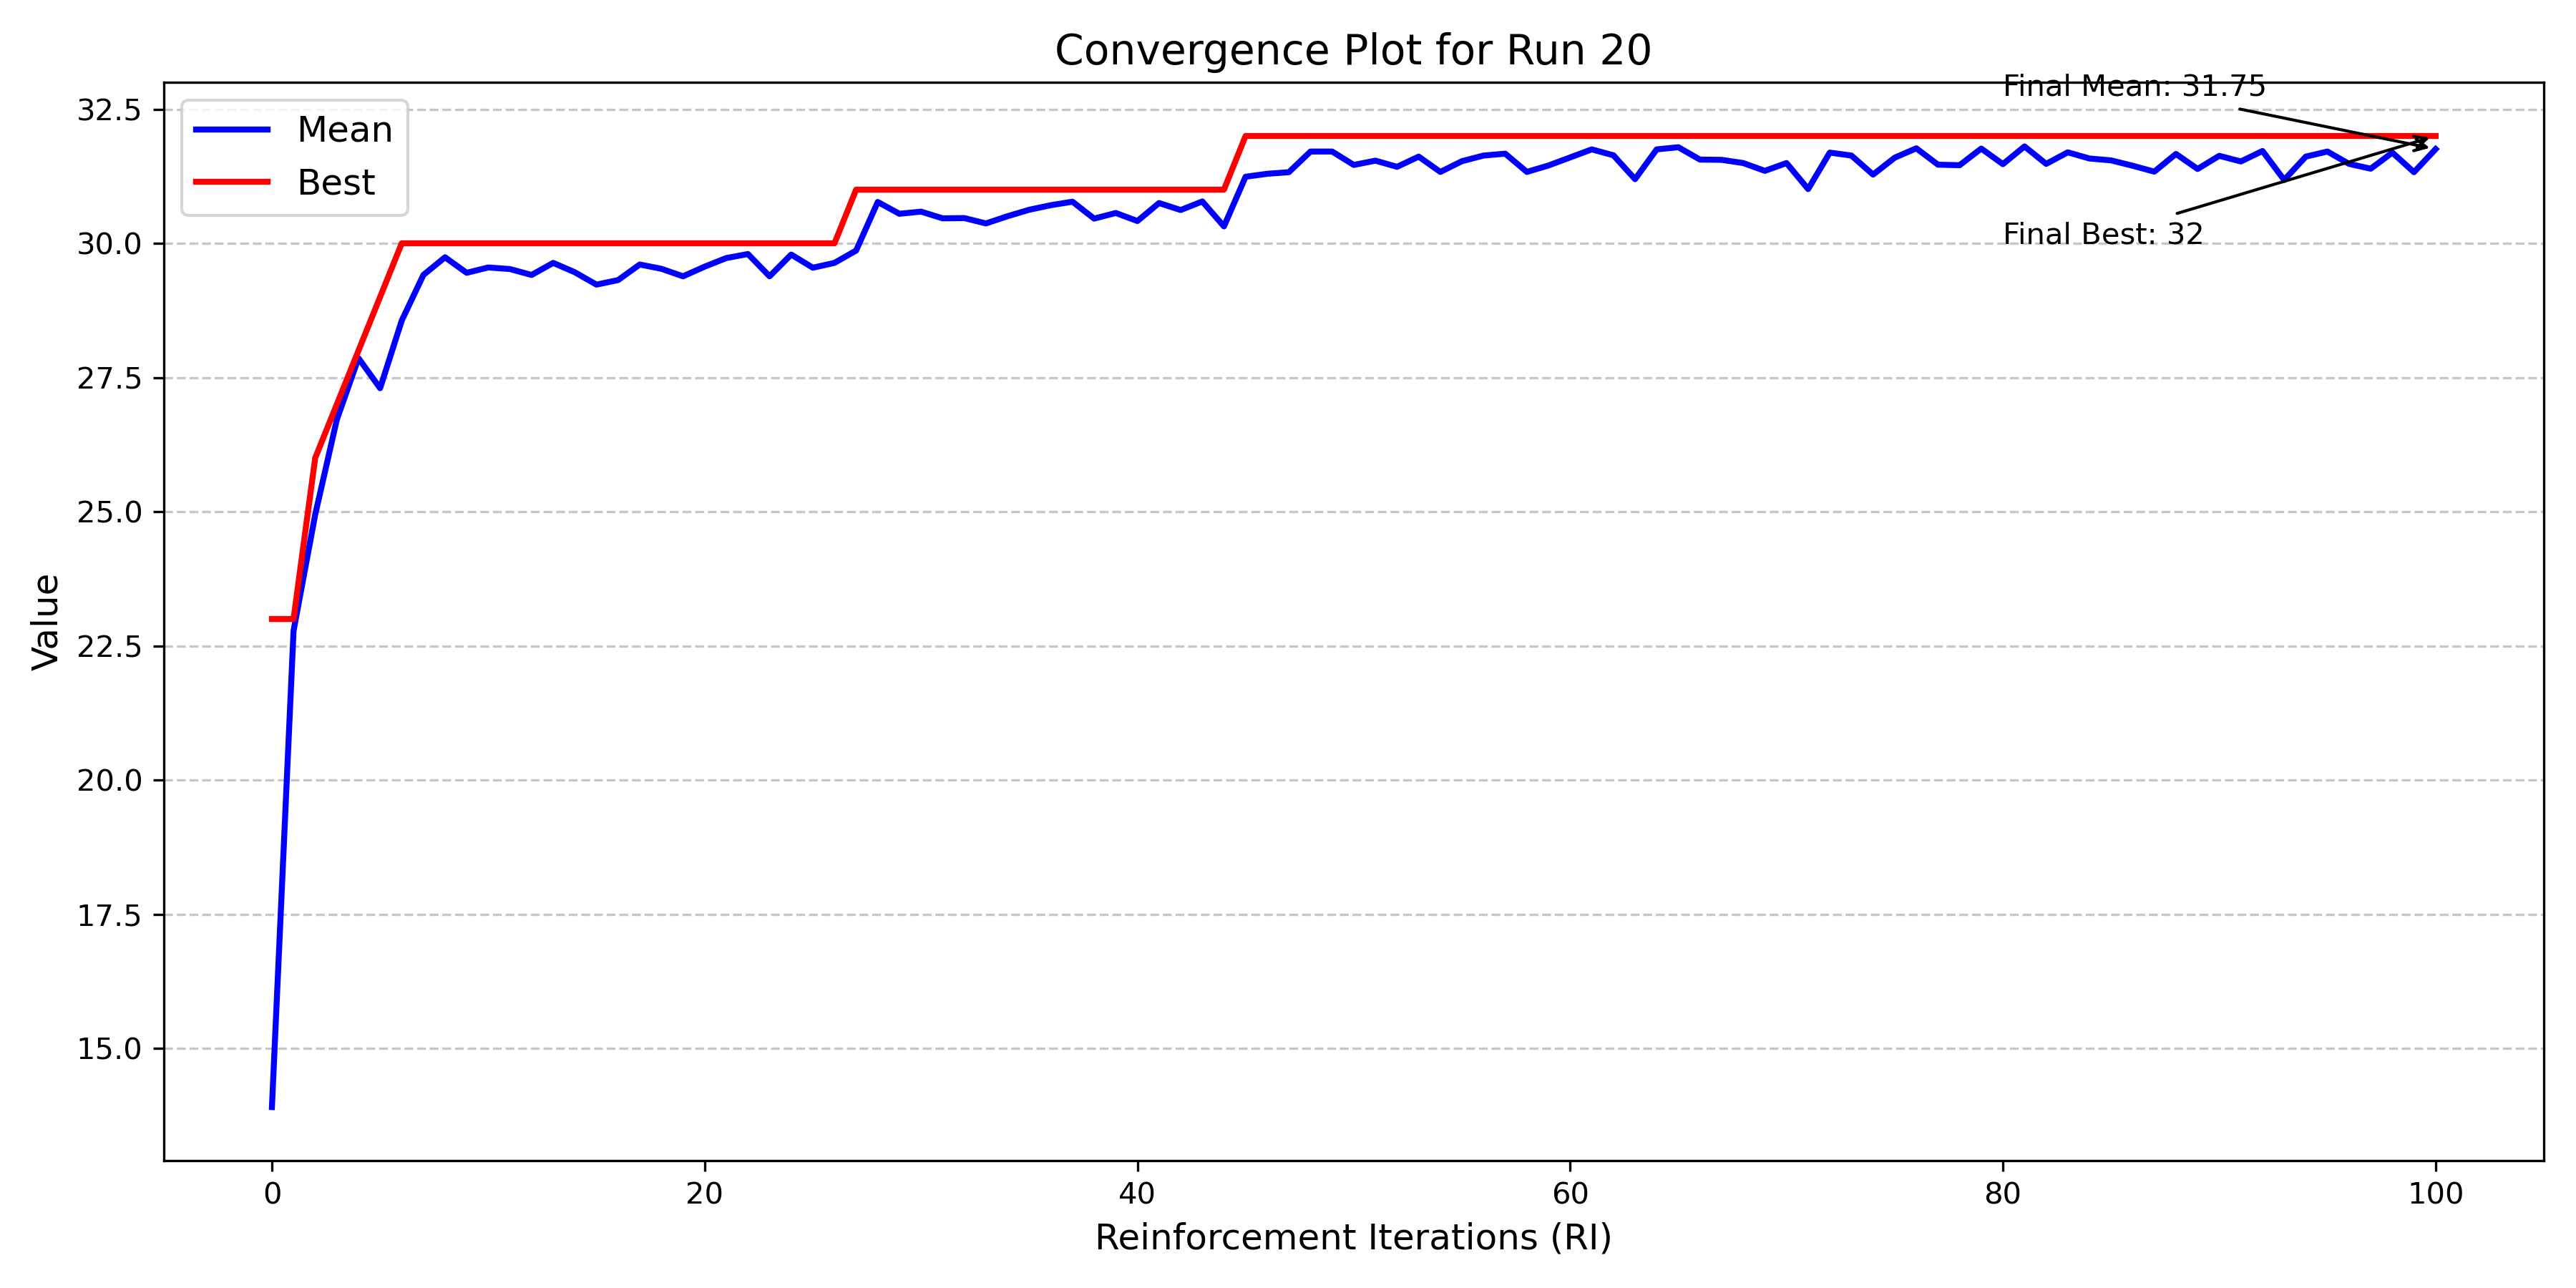 Convergence Plot for Run 20
Final Mean: 31.75
Mean
Best
Final Best: 32
32.5
30.0
27.5
25.0
22.5
20.0
17.5
15.0
Value
0
20
40
60
80
100
Reinforcement Iterations (RI)